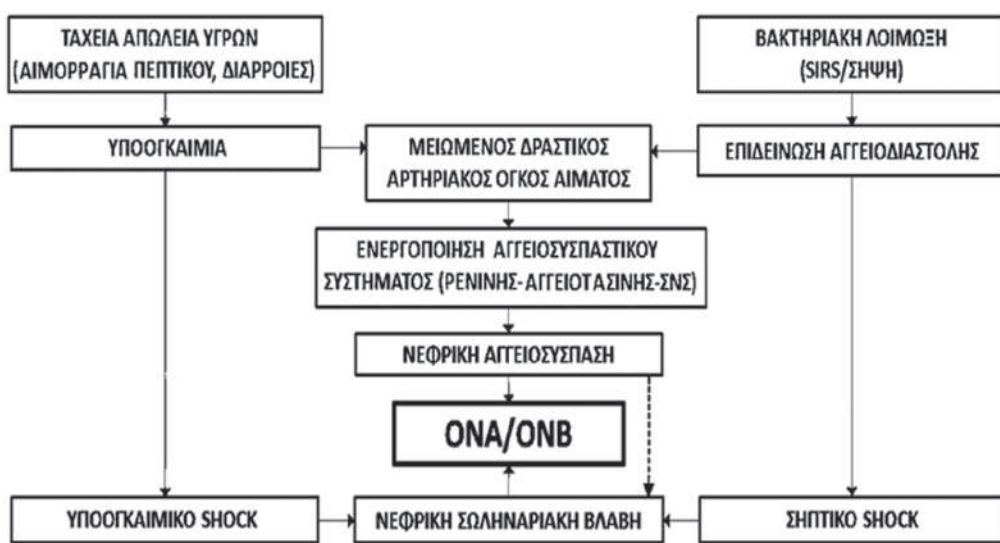 ΤΑΧΕΙΑ ΑΠΩΛΕΙΑ ΥΓΡΩΝ
(ΑΙΜΟΡΡΑΓΙΑ ΠΕΠΤΙΚΟΥ, ΔΙΑΡΡΟΙΕΣ)
ΒΑΚΤΗΡΙΑΚΗ ΛΟΙΜΩΞΗ
(SIRS/ΣΗΨΗ)
ΥΠΟΟΓΚΑΙΜΙΑ
ΜΕΙΩΜΕΝΟΣ ΔΡΑΣΤΙΚΟΣ
ΑΡΤΗΡΙΑΚΟΣ ΟΓΚΟΣ ΑΙΜΑΤΟΣ
ΕΠΙΔΕΙΝΩΣΗ ΑΓΓΕΙΟΔΙΑΣΤΟΛΗΣ
ΕΝΕΡΓΟΠΟΙΗΣΗ ΑΓΓΕΙΟΣΥΣΠΑΣΤΙΚΟΥ
ΣΥΣΤΗΜΑΤΟΣ (ΡΕΝΙΝΗΣ-ΑΓΓΕΙΟΤΑΣΙΝΗΣ-ΣΝΣ)
ΝΕΦΡΙΚΗ ΑΓΓΕΙΟΣΥΣΠΑΣΗ
ΟΝΑ/ΟΝΒ
ΥΠΟΟΓΚΑΙΜΙΚΟ SHOCK
ΝΕΦΡΙΚΗ ΣΩΛΗΝΑΡΙΑΚΗ ΒΛΑΒΗ
ΣΗΠΤΙΚΟ SHOCK